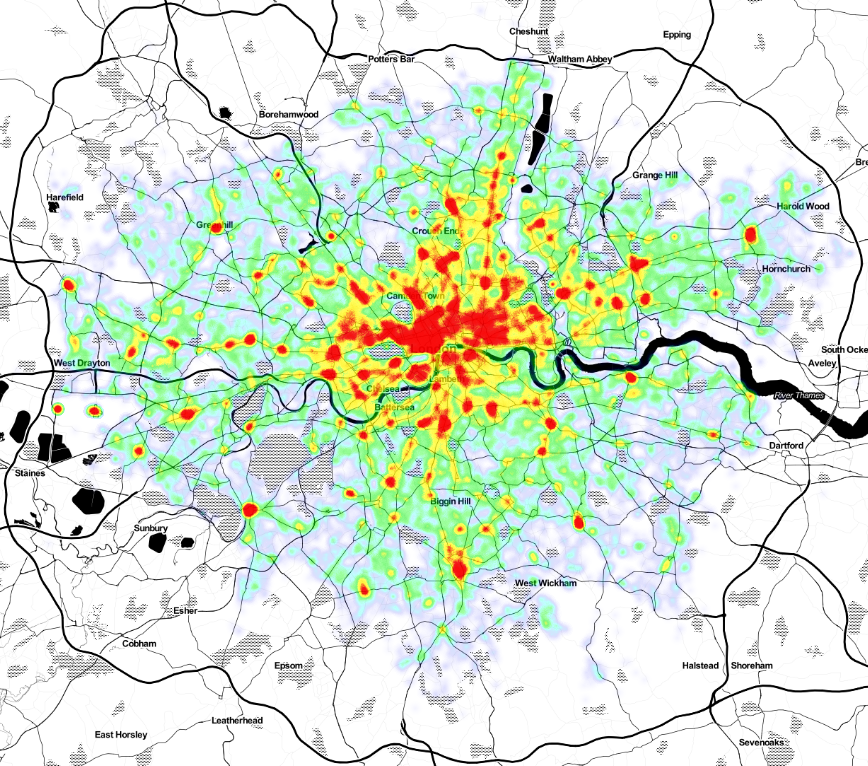 Cheshunt
Epping
Potters Bar
Waltham Abbey
Borehamwood
Grange Hill
Harefield
Harold Wood
Greenhill
Crouch End
Hornchurch
Camden Town
South Ocke
West Drayton
Aveley
Chelsea
Battersea
River Thames
Dartford
Staines
Biggin Hill
Sunbury
West Wickham
Esher
Cobham
Epsom
Halstead
Shoreham
Leatherhead
East Horsley
Sevenoaks